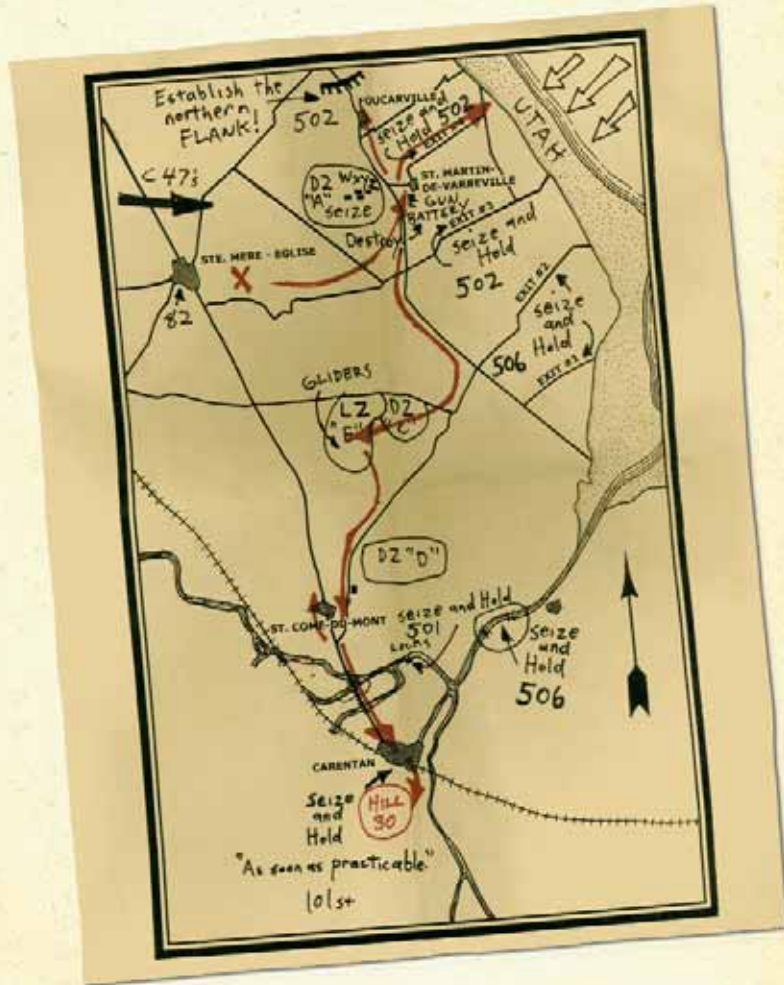 Establish the
northern
FLANK!
502
OUCARVILLE
seize and
Hold 502
EXIT
UTAH
C 47's
DZ
"A"
seize
ST. MARTIN-
DE-VARREVILLE
GUN
BATTERY
Destroy
EXIT #3
seize and
Hold
502
STE. MERE - EGLISE
X
82
EXIT #2
seize
and
Hold
506
EXIT #1
GLIDERS
LZ
"E"
DZ
"C"
DZ "D"
ST. COME-DU-MONT
seize and Hold
501
Locks
seize
and
Hold
506
CARENTAN
seize
and
Hold
HILL
30
"As soon as practicable."
101st